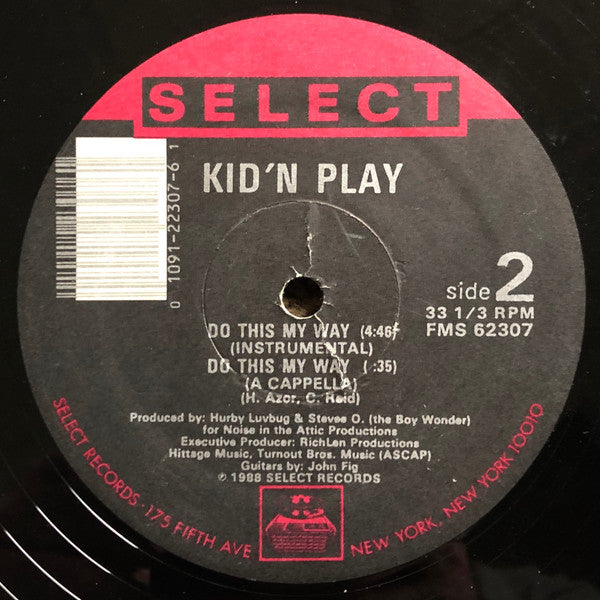 SELECT
KID'N PLAY
0 1091-22307-6 1
side 2
33 1/3 RPM
FMS 62307
DO THIS MY WAY (4:46)
(INSTRUMENTAL)
DO THIS MY WAY ( :35)
(A CAPPELLA)
(H. Azor, C. Reid)
Produced by: Hurby Luvbug & Stevee O. (the Boy Wonder)
for Noise in the Attic Productions
Executive Producer: RichLen Productions
Hittage Music, Turnout Bros. Music (ASCAP)
Guitars by: John Fig
℗ 1988 SELECT RECORDS
SELECT RECORDS · 175 FIFTH AVE NEW YORK, NEW YORK 10010